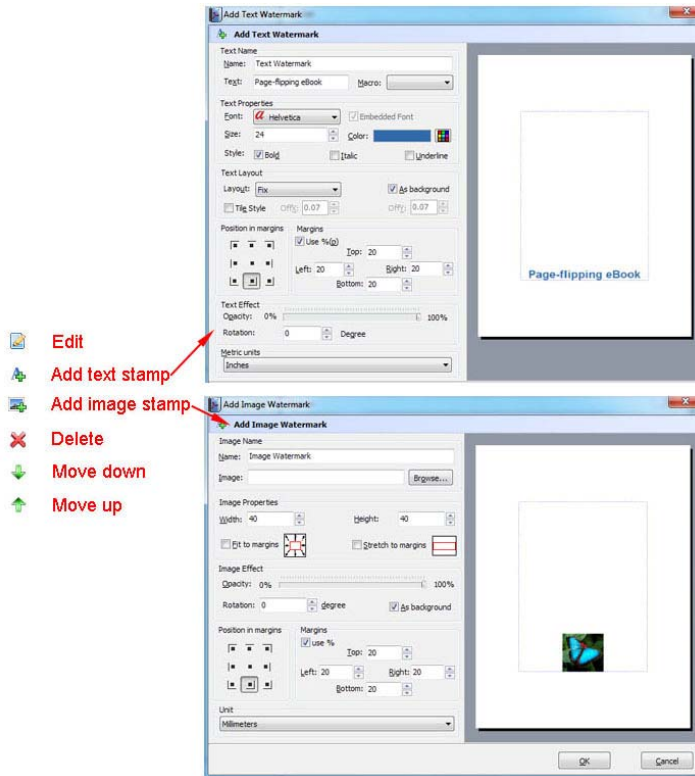 Add Text Watermark
Add Text Watermark
Text Name
Name: Text Watermark
Text: Page-flipping eBook Macro:
Text Properties
Font: a Helvetica Embedded Font
Size: 24 Color:
Style: Bold Italic Underline
Text Layout
Layout: Fix As background
Tile Style OffX: 0.07 OffY: 0.07
Position in margins Margins
Use %(p)
Top: 20
Left: 20 Right: 20
Bottom: 20
Text Effect
Opacity: 0% 100%
Rotation: 0 Degree
Metric units
Inches
Page-flipping eBook
Edit
Add text stamp
Add image stamp
Delete
Move down
Move up
Add Image Watermark
Add Image Watermark
Image Name
Name: Image Watermark
Image: Browse...
Image Properties
Width: 40 Height: 40
Fit to margins Stretch to margins
Image Effect
Opacity: 0% 100%
Rotation: 0 degree As background
Position in margins Margins
use %
Top: 20
Left: 20 Right: 20
Bottom: 20
Unit
Millimeters
OK Cancel